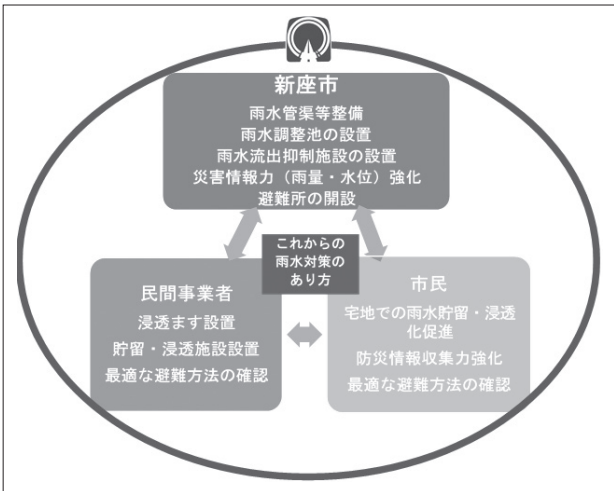 新座市
雨水管渠等整備
雨水調整池の設置
雨水流出抑制施設の設置
災害情報力（雨量・水位）強化
避難所の開設
これからの
雨水対策の
あり方
民間事業者
浸透ます設置
貯留・浸透施設設置
最適な避難方法の確認
市民
宅地での雨水貯留・浸透
化促進
防災情報収集力強化
最適な避難方法の確認